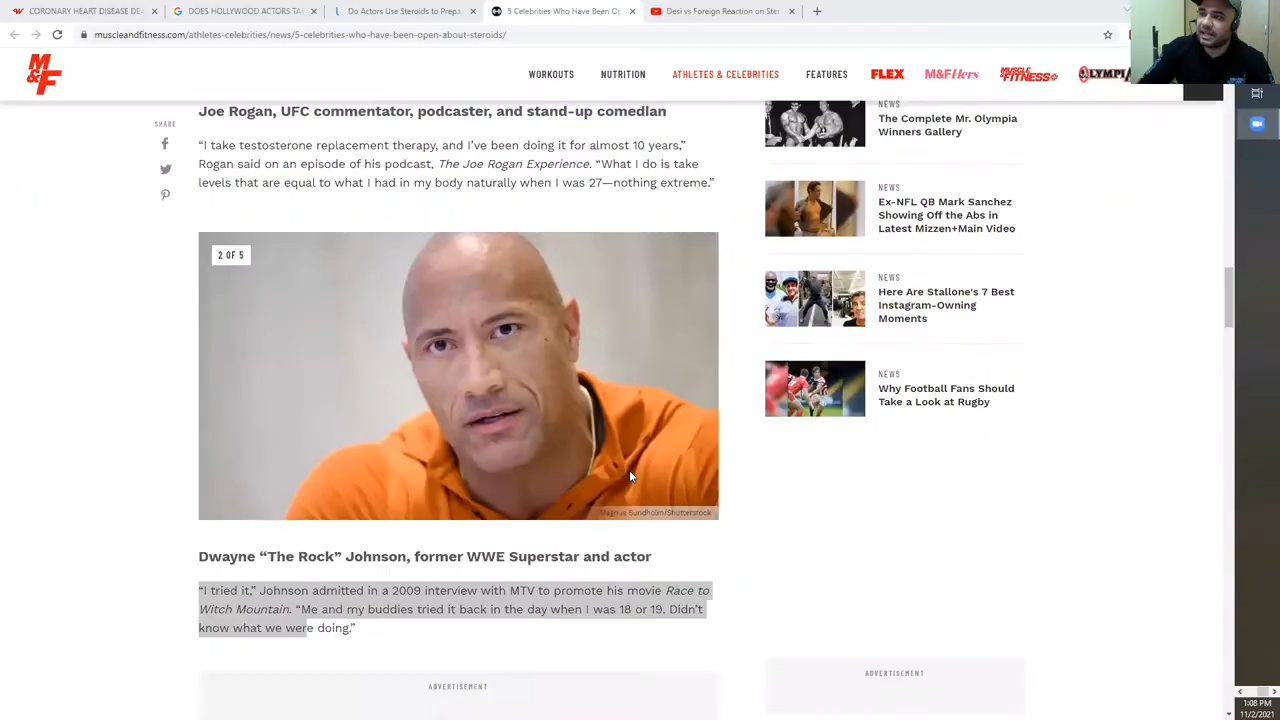 CORONARY HEART DISEASE DEA
DOES HOLLYWOOD ACTORS TAK
Do Actors Use Steroids to Prepa
5 Celebrities Who Have Been Op
Desi vs Foreign Reaction on Ste
muscleandfitness.com/athletes-celebrities/news/5-celebrities-who-have-been-open-about-steroids/
M&F
WORKOUTS
NUTRITION
ATHLETES & CELEBRITIES
FEATURES
FLEX
M&F Hers
MUSCLE & FITNESS
OLYMPI
SHARE
Joe Rogan, UFC commentator, podcaster, and stand-up comedian
“I take testosterone replacement therapy, and I’ve been doing it for almost 10 years,”
Rogan said on an episode of his podcast, The Joe Rogan Experience. “What I do is take
levels that are equal to what I had in my body naturally when I was 27—nothing extreme.”
2 OF 5
Magnus Sundholm/Shutterstock
Dwayne “The Rock” Johnson, former WWE Superstar and actor
“I tried it,” Johnson admitted in a 2009 interview with MTV to promote his movie Race to
Witch Mountain. “Me and my buddies tried it back in the day when I was 18 or 19. Didn’t
know what we were doing.”
ADVERTISEMENT
NEWS
The Complete Mr. Olympia
Winners Gallery
NEWS
Ex-NFL QB Mark Sanchez
Showing Off the Abs in
Latest Mizzen+Main Video
NEWS
Here Are Stallone's 7 Best
Instagram-Owning
Moments
NEWS
Why Football Fans Should
Take a Look at Rugby
ADVERTISEMENT
1:08 PM
11/2/2021